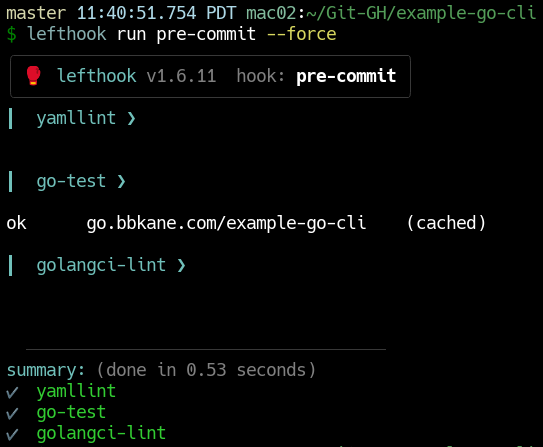 master 11:40:51.754 PDT mac02:~/Git-GH/example-go-cli
$ lefthook run pre-commit --force
🥊 lefthook v1.6.11  hook: pre-commit
┃  yamllint ❯
┃  go-test ❯
ok      go.bbkane.com/example-go-cli    (cached)
┃  golangci-lint ❯
summary: (done in 0.53 seconds)
✔️  yamllint
✔️  go-test
✔️  golangci-lint